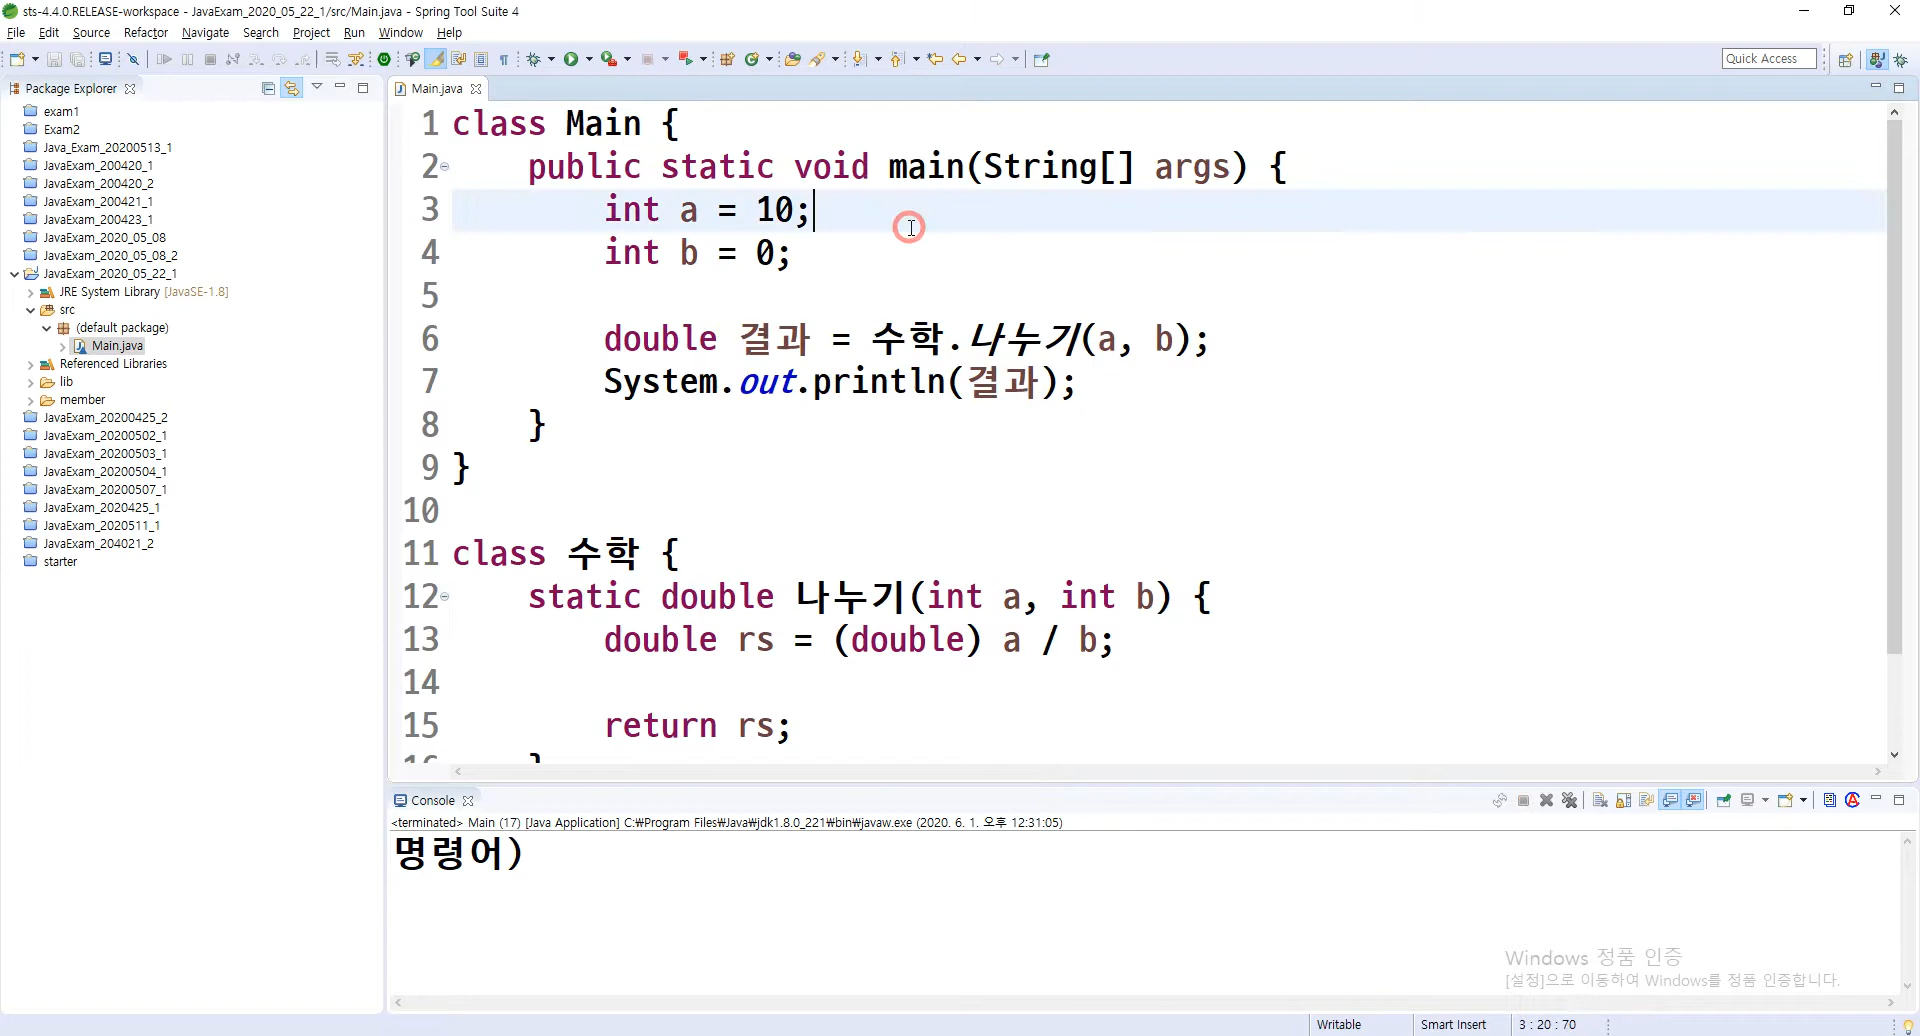 sts-4.4.0.RELEASE-workspace - JavaExam_2020_05_22_1/src/Main.java - Spring Tool Suite 4
File Edit Source Refactor Navigate Search Project Run Window Help
Quick Access
Package Explorer
exam1
Exam2
Java_Exam_20200513_1
JavaExam_200420_1
JavaExam_200420_2
JavaExam_200421_1
JavaExam_200423_1
JavaExam_2020_05_08
JavaExam_2020_05_08_2
JavaExam_2020_05_22_1
JRE System Library [JavaSE-1.8]
src
(default package)
Main.java
Referenced Libraries
lib
member
JavaExam_20200425_2
JavaExam_20200502_1
JavaExam_20200503_1
JavaExam_20200504_1
JavaExam_20200507_1
JavaExam_2020425_1
JavaExam_2020511_1
JavaExam_204021_2
starter
Main.java
1 class Main {
2 public static void main(String[] args) {
3 int a = 10;
4 int b = 0;
5
6 double 결과 = 수학.나누기(a, b);
7 System.out.println(결과);
8 }
9 }
10
11 class 수학 {
12 static double 나누기(int a, int b) {
13 double rs = (double) a / b;
14
15 return rs;
16 }
Console
<terminated> Main (17) [Java Application] C:₩Program Files₩Java₩jdk1.8.0_221₩bin₩javaw.exe (2020. 6. 1. 오후 12:31:05)
명령어)
Windows 정품 인증
[설정]으로 이동하여 Windows를 정품 인증합니다.
Writable Smart Insert 3 : 20 : 70